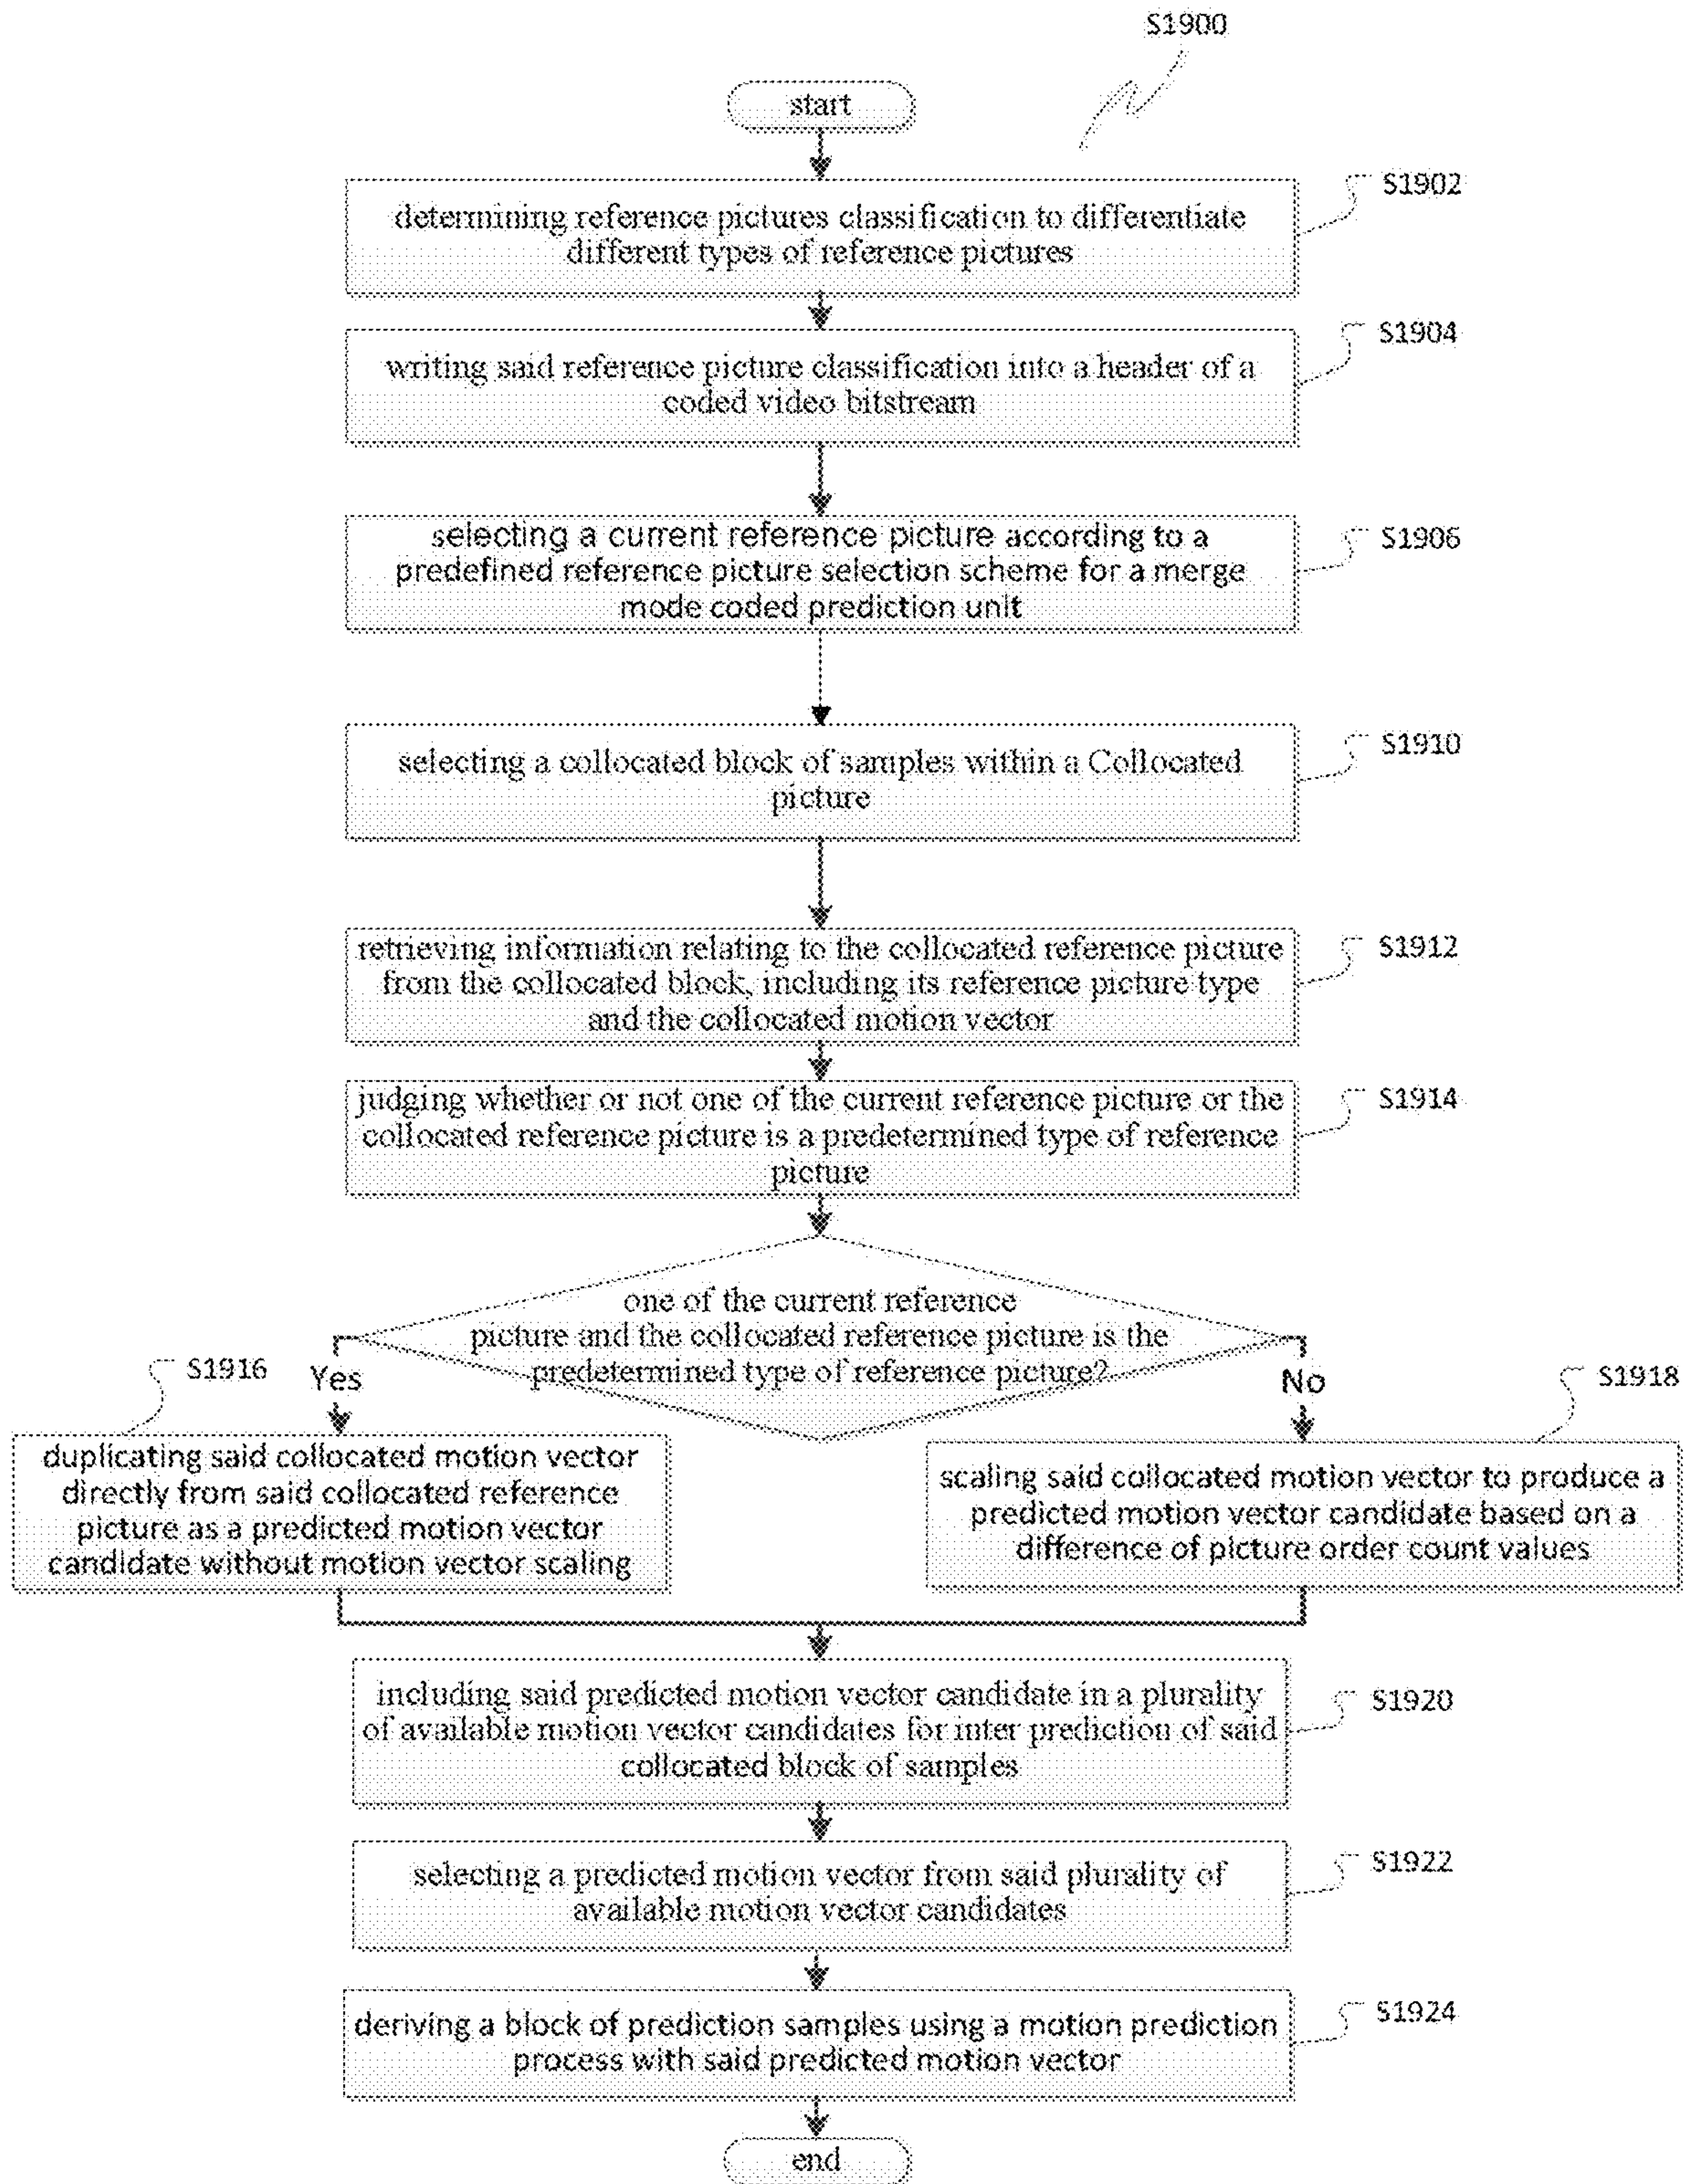 S1900
start
determining reference pictures classification to differentiate
different types of reference pictures
S1902
writing said reference picture classification into a header of a
coded video bitstream
S1904
selecting a current reference picture according to a
predefined reference picture selection scheme for a merge
mode coded prediction unit
S1906
selecting a collocated block of samples within a Collocated
picture
S1910
retrieving information relating to the collocated reference picture
from the collocated block, including its reference picture type
and the collocated motion vector
S1912
judging whether or not one of the current reference picture or the
collocated reference picture is a predetermined type of reference
picture
S1914
one of the current reference
picture and the collocated reference picture is the
predetermined type of reference picture?
Yes
No
S1916
duplicating said collocated motion vector
directly from said collocated reference
picture as a predicted motion vector
candidate without motion vector scaling
S1918
scaling said collocated motion vector to produce a
predicted motion vector candidate based on a
difference of picture order count values
including said predicted motion vector candidate in a plurality
of available motion vector candidates for inter prediction of said
collocated block of samples
S1920
selecting a predicted motion vector from said plurality of
available motion vector candidates
S1922
deriving a block of prediction samples using a motion prediction
process with said predicted motion vector
S1924
end